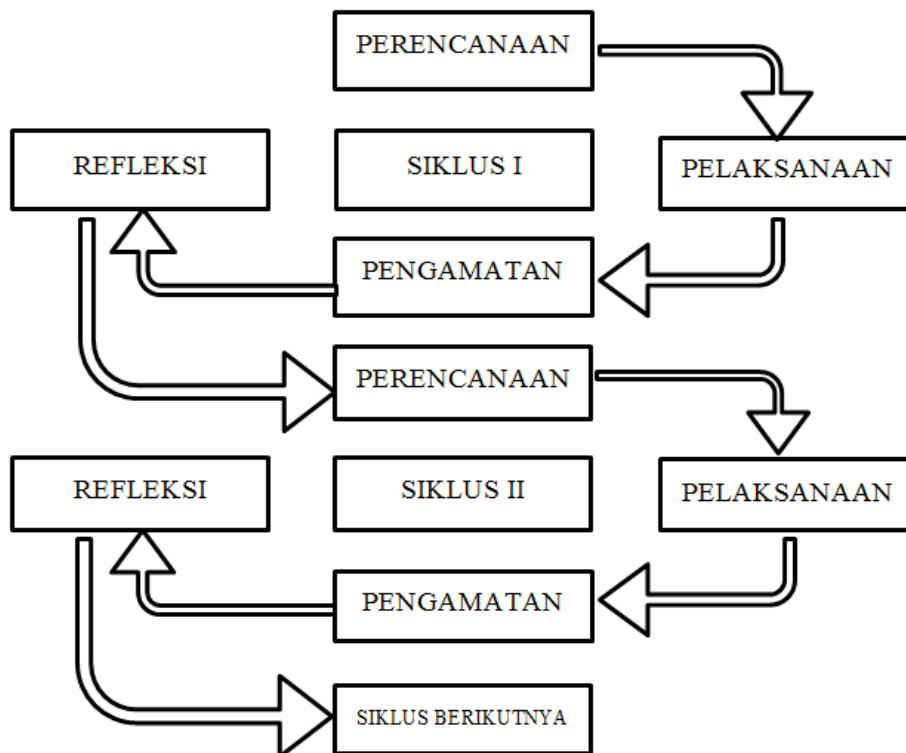 PERENCANAAN
REFLEKSI
SIKLUS I
PELAKSANAAN
PENGAMATAN
PERENCANAAN
REFLEKSI
SIKLUS II
PELAKSANAAN
PENGAMATAN
SIKLUS BERIKUTNYA